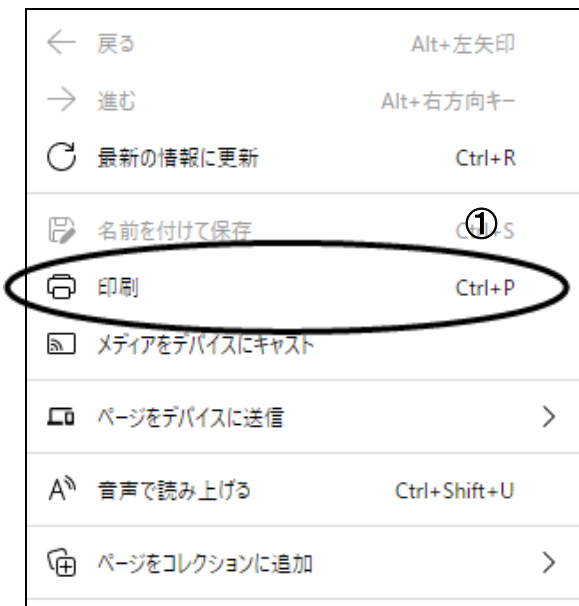 戻る Alt+左矢印
進む Alt+右方向キー
最新の情報に更新 Ctrl+R
①
名前を付けて保存 Ctrl+S
印刷 Ctrl+P
メディアをデバイスにキャスト
ページをデバイスに送信
音声で読み上げる Ctrl+Shift+U
ページをコレクションに追加